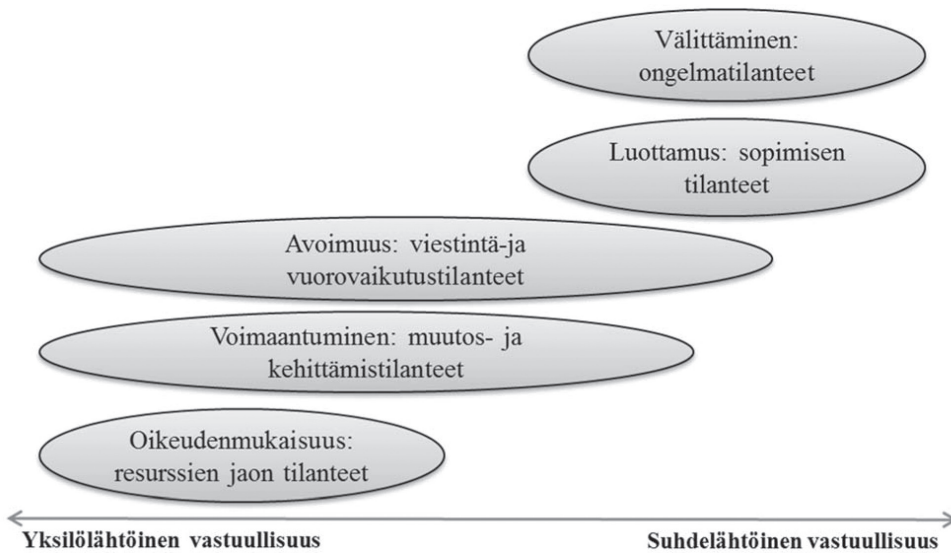 Välittäminen:
ongelmatilanteet
Luottamus: sopimisen
tilanteet
Avoimuus: viestintä-ja
vuorovaikutustilanteet
Voimaantuminen: muutos- ja
kehittämistilanteet
Oikeudenmukaisuus:
resurssien jaon tilanteet
Yksilölähtöinen vastuullisuus
Suhdelähtöinen vastuullisuus